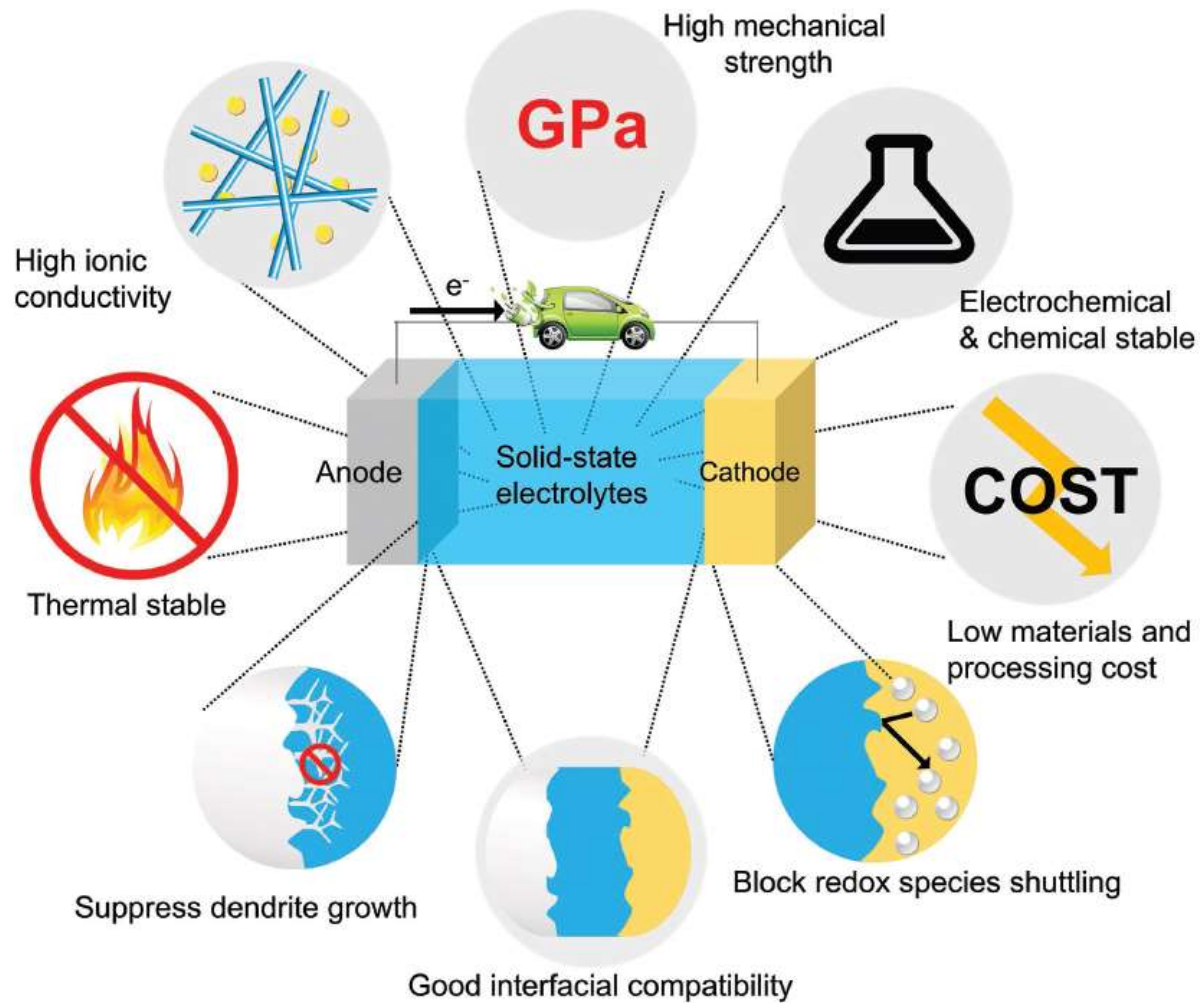 High mechanical
strength
GPa
High ionic
conductivity
e⁻
Electrochemical
& chemical stable
Anode
Solid-state
electrolytes
Cathode
COST
Thermal stable
Low materials and
processing cost
Suppress dendrite growth
Block redox species shuttling
Good interfacial compatibility